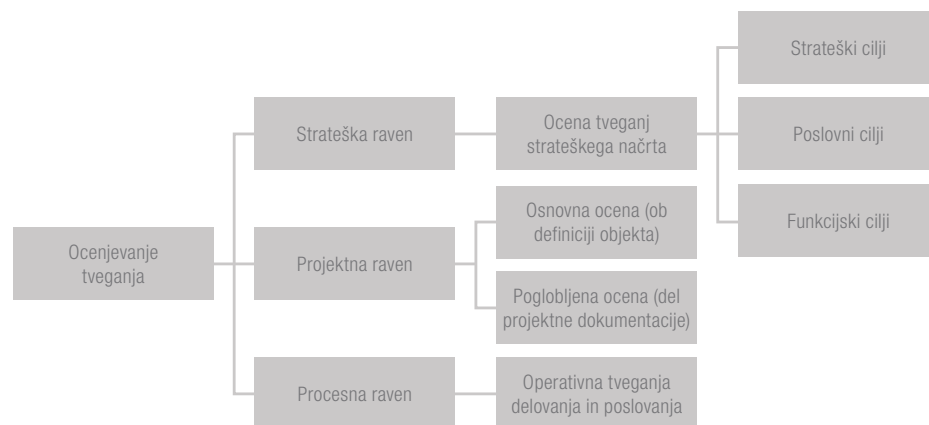 Ocenjevanje
tveganja
Strateška raven
Ocena tveganj
strateškega načrta
Strateški cilji
Poslovni cilji
Funkcijski cilji
Projektna raven
Osnovna ocena (ob
definiciji objekta)
Poglobljena ocena (del
projektne dokumentacije)
Procesna raven
Operativna tveganja
delovanja in poslovanja